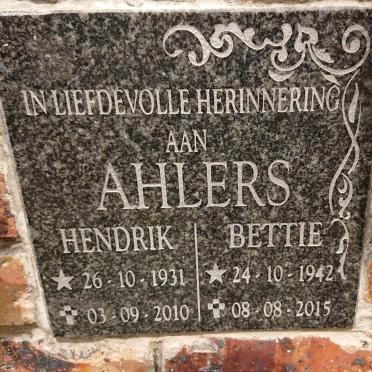 IN LIEFDEVOLLE HERINNERING
AAN
AHLERS
HENDRIK BETTIE
26-10-1931 24-10-1942
03-09-2010 08-08-2015